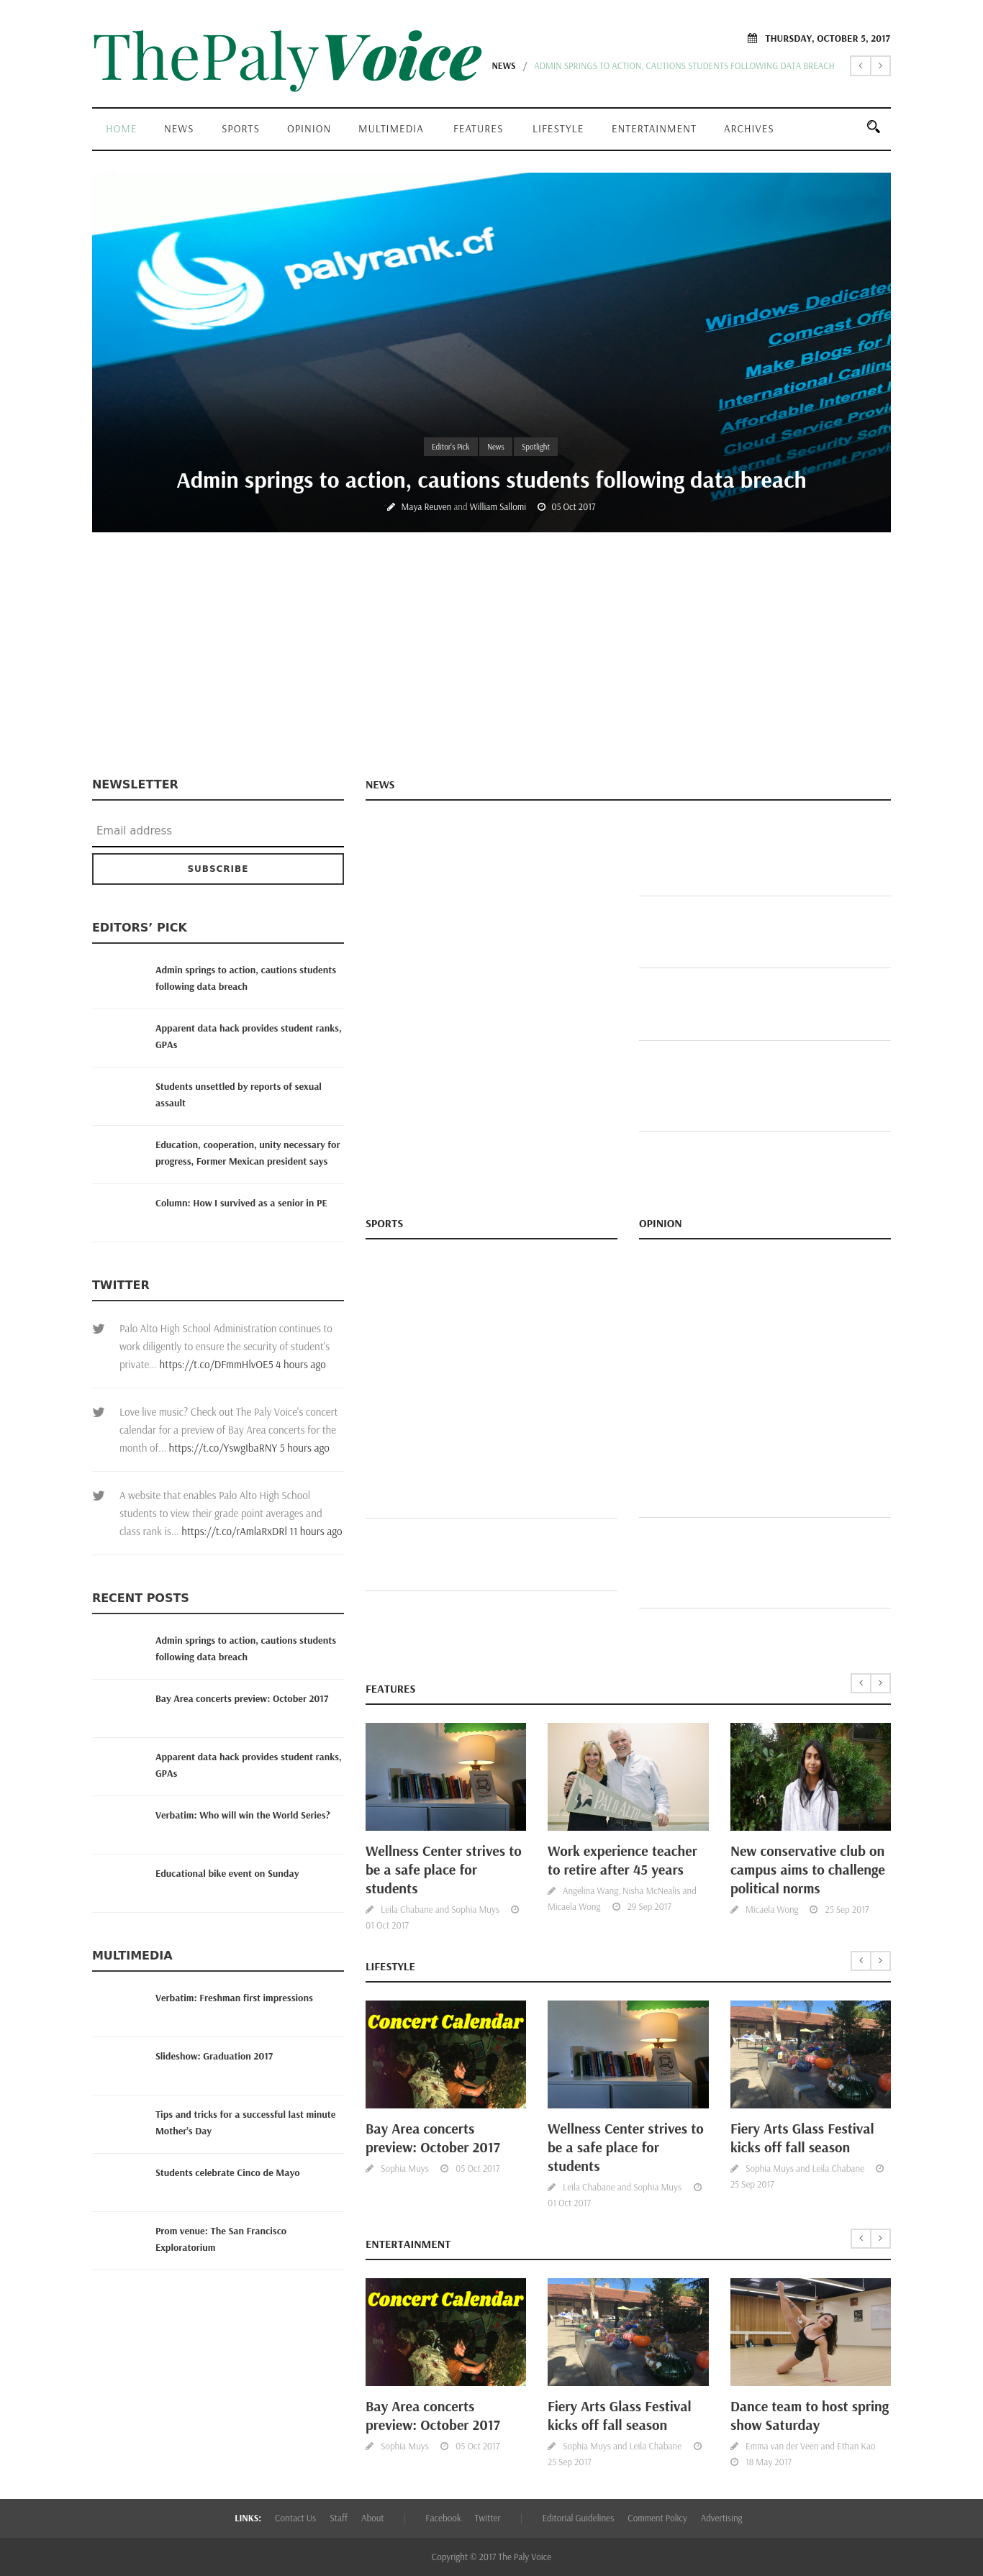 ThePalyVoice
THURSDAY, OCTOBER 5, 2017
NEWS / ADMIN SPRINGS TO ACTION, CAUTIONS STUDENTS FOLLOWING DATA BREACH
HOME NEWS SPORTS OPINION MULTIMEDIA FEATURES LIFESTYLE ENTERTAINMENT ARCHIVES
palyrank.cf
Windows Dedicated
Comcast Offe
Make Blogs for
International Calling
Affordable Internet
Cloud Service Provid
Windows Internet Provid
Internet Pro
Editor's Pick News Spotlight
Admin springs to action, cautions students following data breach
Maya Reuven and William Sallomi 05 Oct 2017
NEWSLETTER
Email address
SUBSCRIBE
EDITORS’ PICK
Admin springs to action, cautions students
following data breach
Apparent data hack provides student ranks,
GPAs
Students unsettled by reports of sexual
assault
Education, cooperation, unity necessary for
progress, Former Mexican president says
Column: How I survived as a senior in PE
TWITTER
Palo Alto High School Administration continues to
work diligently to ensure the security of student's
private... https://t.co/DFmmHlvOE5 4 hours ago
Love live music? Check out The Paly Voice's concert
calendar for a preview of Bay Area concerts for the
month of... https://t.co/YswgIbaRNY 5 hours ago
A website that enables Palo Alto High School
students to view their grade point averages and
class rank is... https://t.co/rAmlaRxDRl 11 hours ago
RECENT POSTS
Admin springs to action, cautions students
following data breach
Bay Area concerts preview: October 2017
Apparent data hack provides student ranks,
GPAs
Verbatim: Who will win the World Series?
Educational bike event on Sunday
MULTIMEDIA
Verbatim: Freshman first impressions
Slideshow: Graduation 2017
Tips and tricks for a successful last minute
Mother's Day
Students celebrate Cinco de Mayo
Prom venue: The San Francisco
Exploratorium
NEWS
SPORTS
OPINION
FEATURES
Wellness Center strives to
be a safe place for
students
Leila Chabane and Sophia Muys
01 Oct 2017
PALO ALTO
Work experience teacher
to retire after 45 years
Angelina Wang, Nisha McNealis and
Micaela Wong 29 Sep 2017
New conservative club on
campus aims to challenge
political norms
Micaela Wong 25 Sep 2017
LIFESTYLE
Concert Calendar
Bay Area concerts
preview: October 2017
Sophia Muys 05 Oct 2017
Wellness Center strives to
be a safe place for
students
Leila Chabane and Sophia Muys
01 Oct 2017
Fiery Arts Glass Festival
kicks off fall season
Sophia Muys and Leila Chabane
25 Sep 2017
ENTERTAINMENT
Concert Calendar
Bay Area concerts
preview: October 2017
Sophia Muys 05 Oct 2017
Fiery Arts Glass Festival
kicks off fall season
Sophia Muys and Leila Chabane
25 Sep 2017
Dance team to host spring
show Saturday
Emma van der Veen and Ethan Kao
18 May 2017
LINKS: Contact Us Staff About | Facebook Twitter | Editorial Guidelines Comment Policy Advertising
Copyright © 2017 The Paly Voice